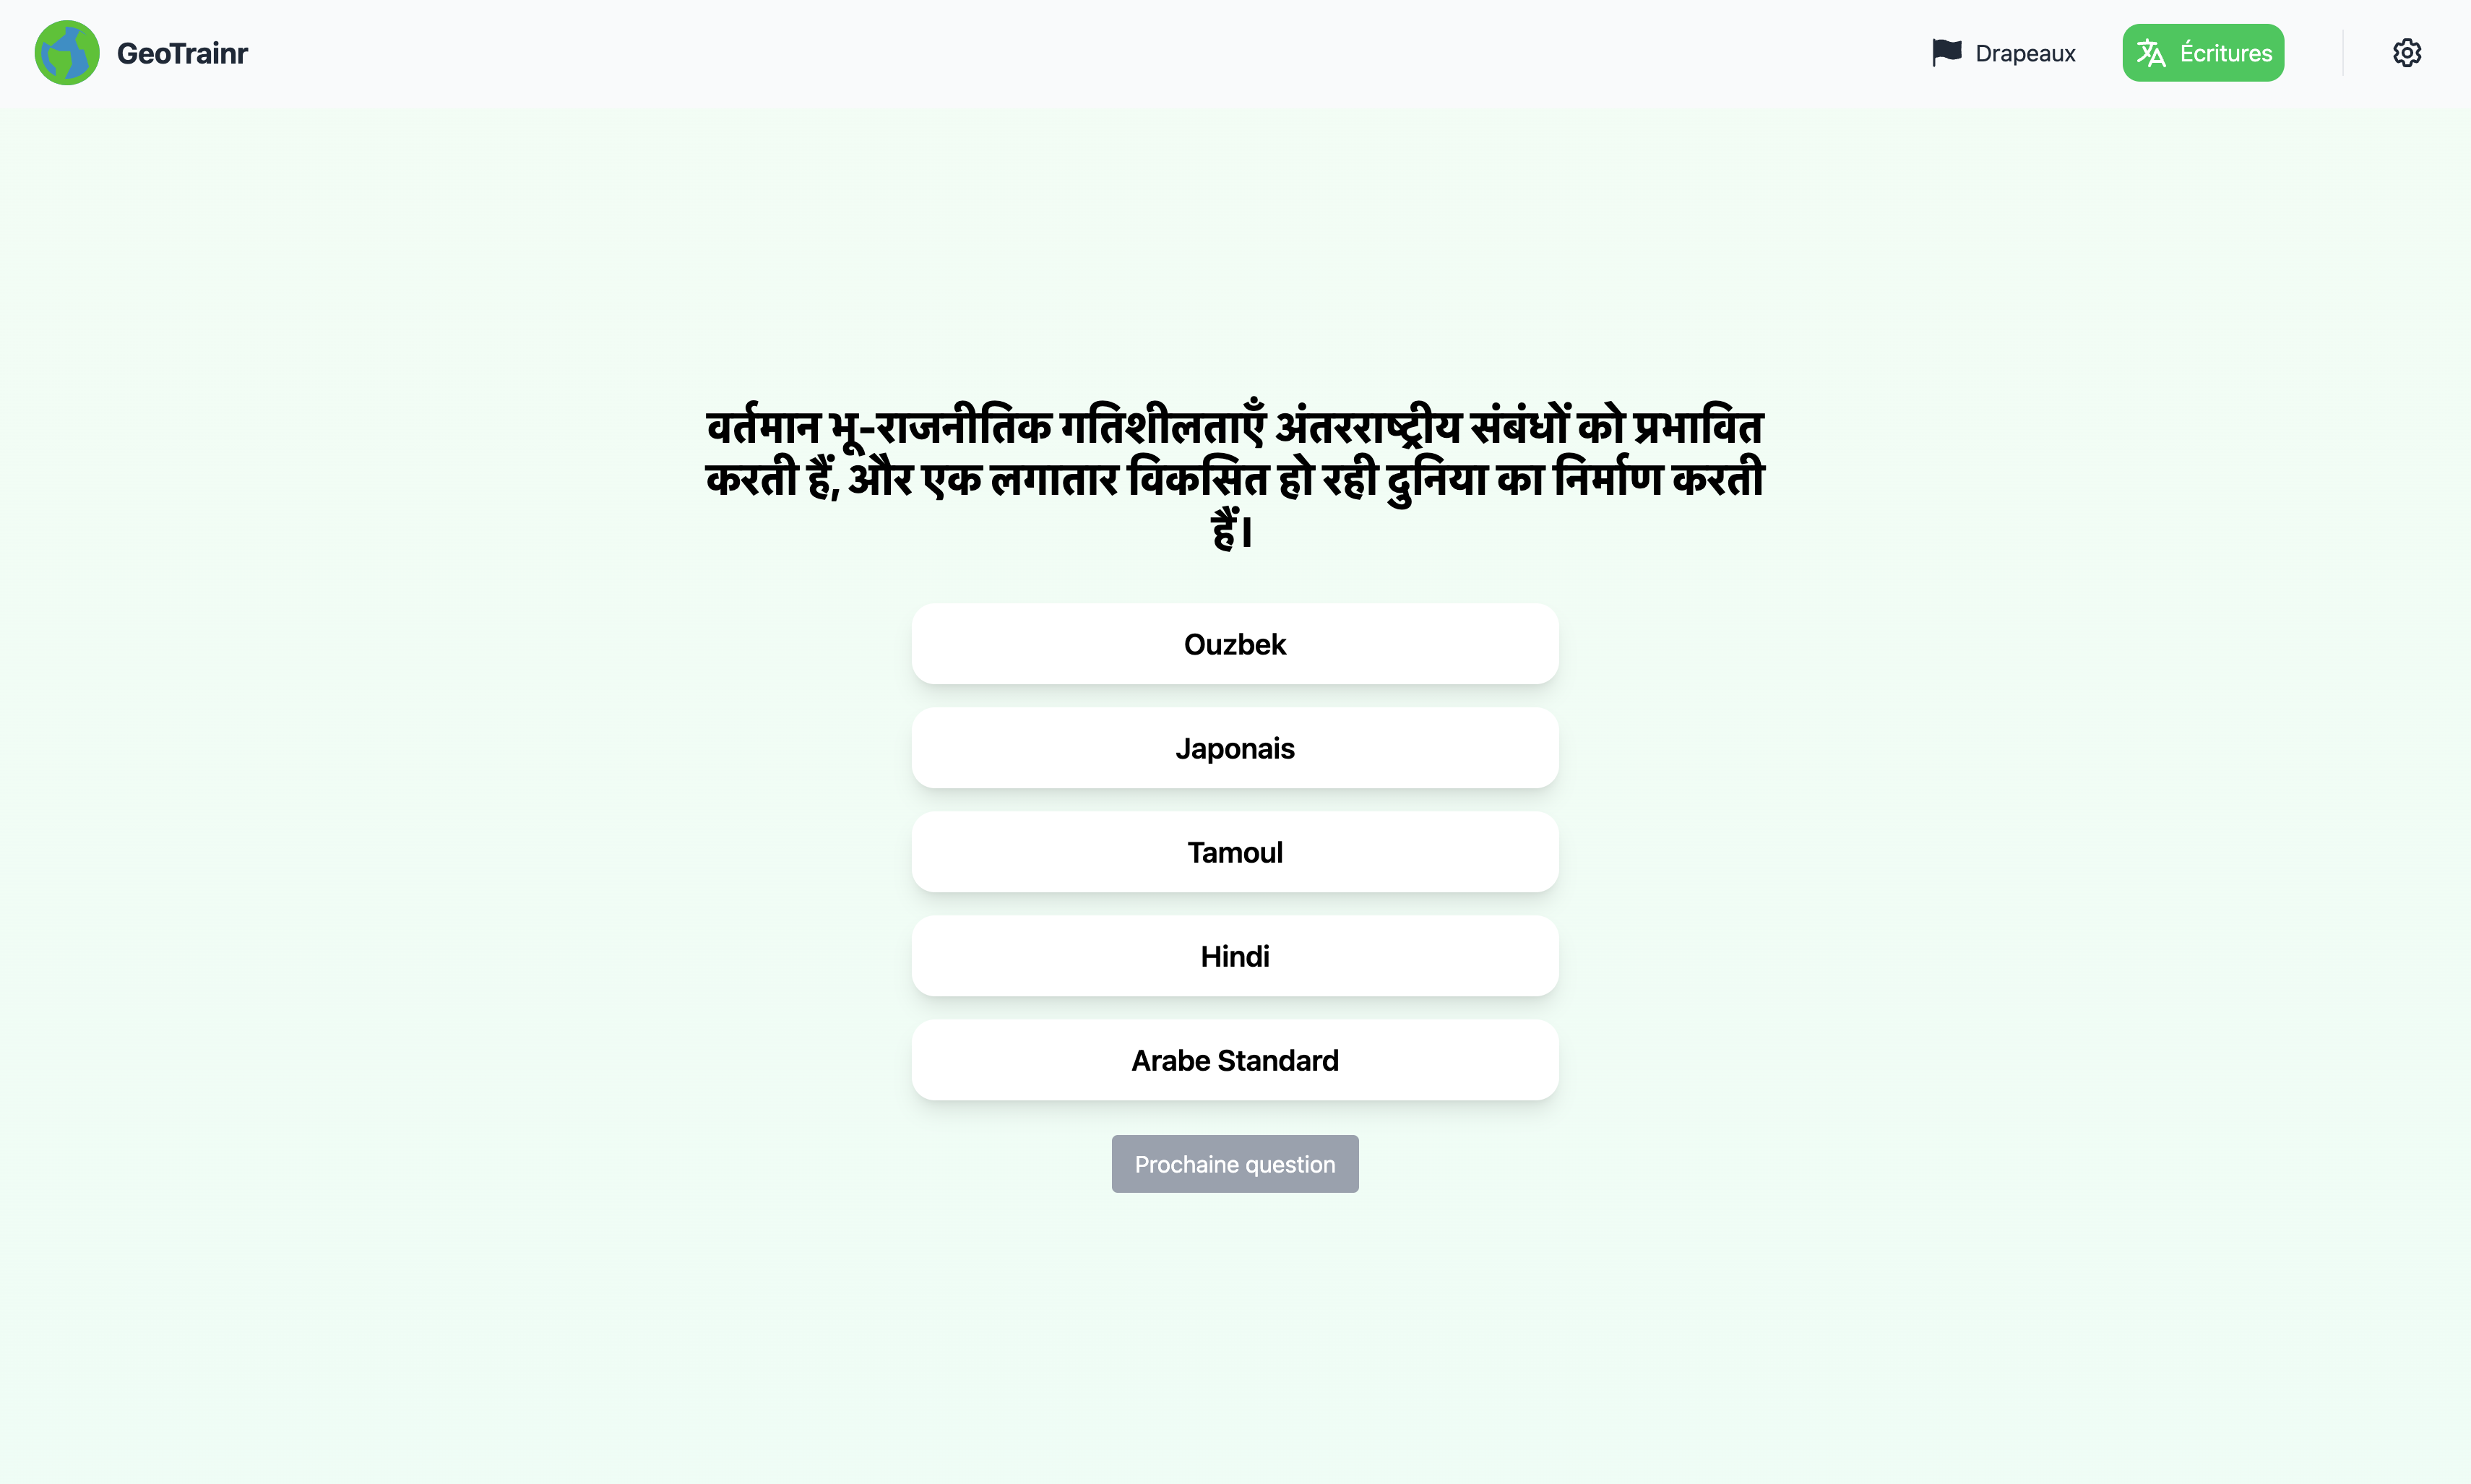 GeoTrainr
Drapeaux
Écritures
वर्तमान भू-राजनीतिक गतिशीलताएँ अंतरराष्ट्रीय संबंधों को प्रभावित
करती हैं, और एक लगातार विकसित हो रही दुनिया का निर्माण करती
हैं।
Ouzbek
Japonais
Tamoul
Hindi
Arabe Standard
Prochaine question